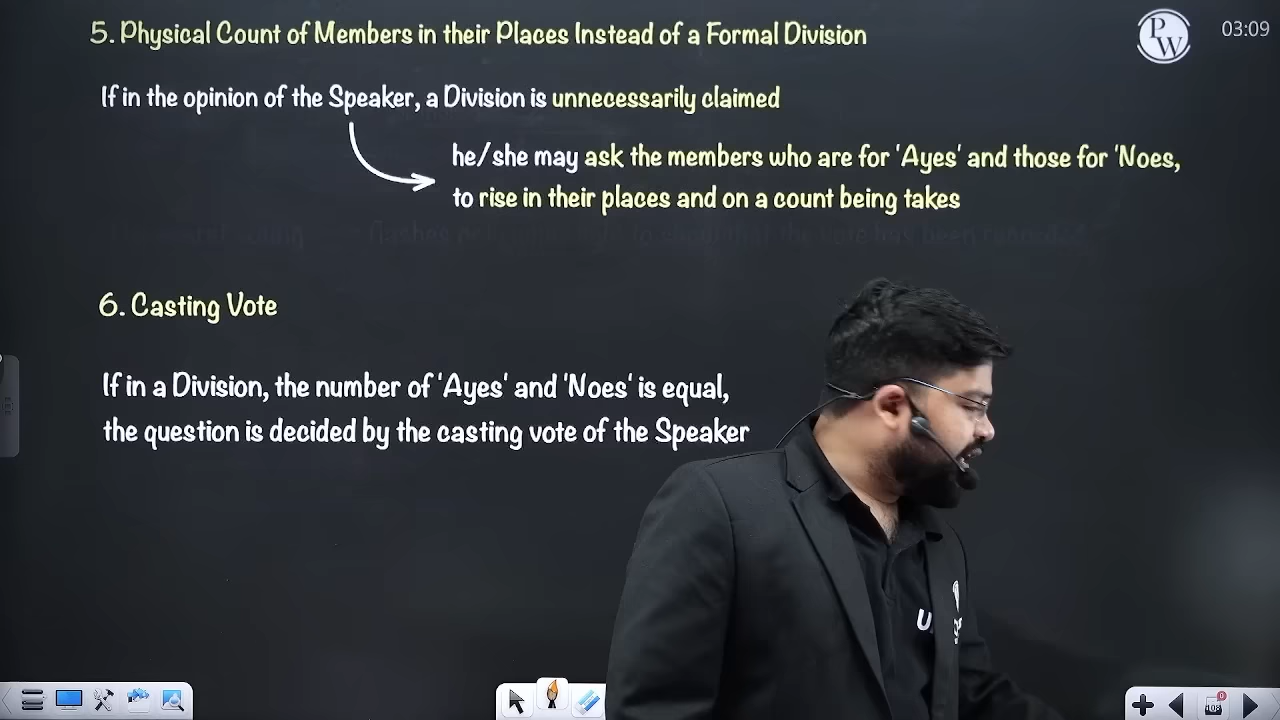 5. Physical Count of Members in their Places Instead of a Formal Division
PW
03:09
If in the opinion of the Speaker, a Division is unnecessarily claimed
he/she may ask the members who are for 'Ayes' and those for 'Noes,
to rise in their places and on a count being takes
6. Casting Vote
If in a Division, the number of 'Ayes' and 'Noes' is equal,
the question is decided by the casting vote of the Speaker